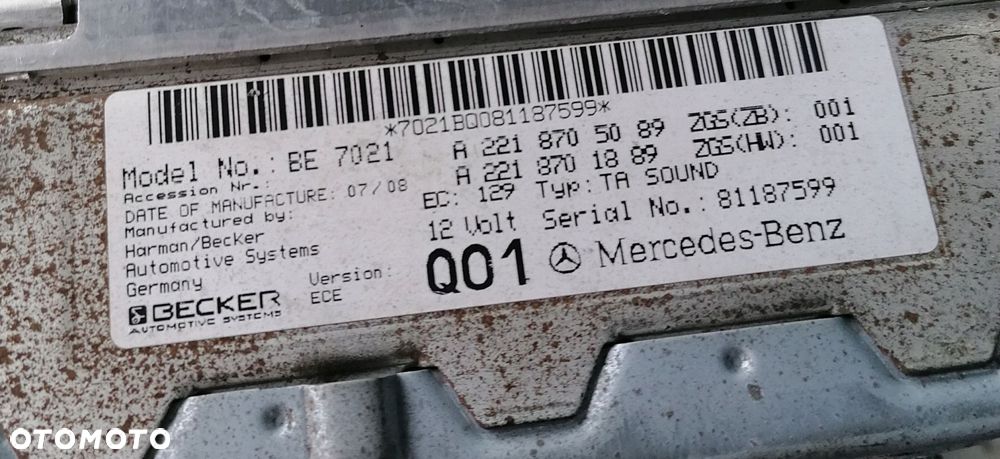 *7021BQ081187599*
Model No.: BE 7021
A 221 870 50 89 ZGS(ZB): 001
A 221 870 18 89 ZGS(HW): 001
Accession Nr.:
DATE OF MANUFACTURE: 07/08
EC: 129 Typ: TA SOUND
Manufactured by:
12 Volt Serial No.: 81187599
Harman/Becker
Automotive Systems
Germany
Version:
ECE
Q01
Mercedes-Benz
BECKER
AUTOMOTIVE SYSTEMS
OTOMOTO